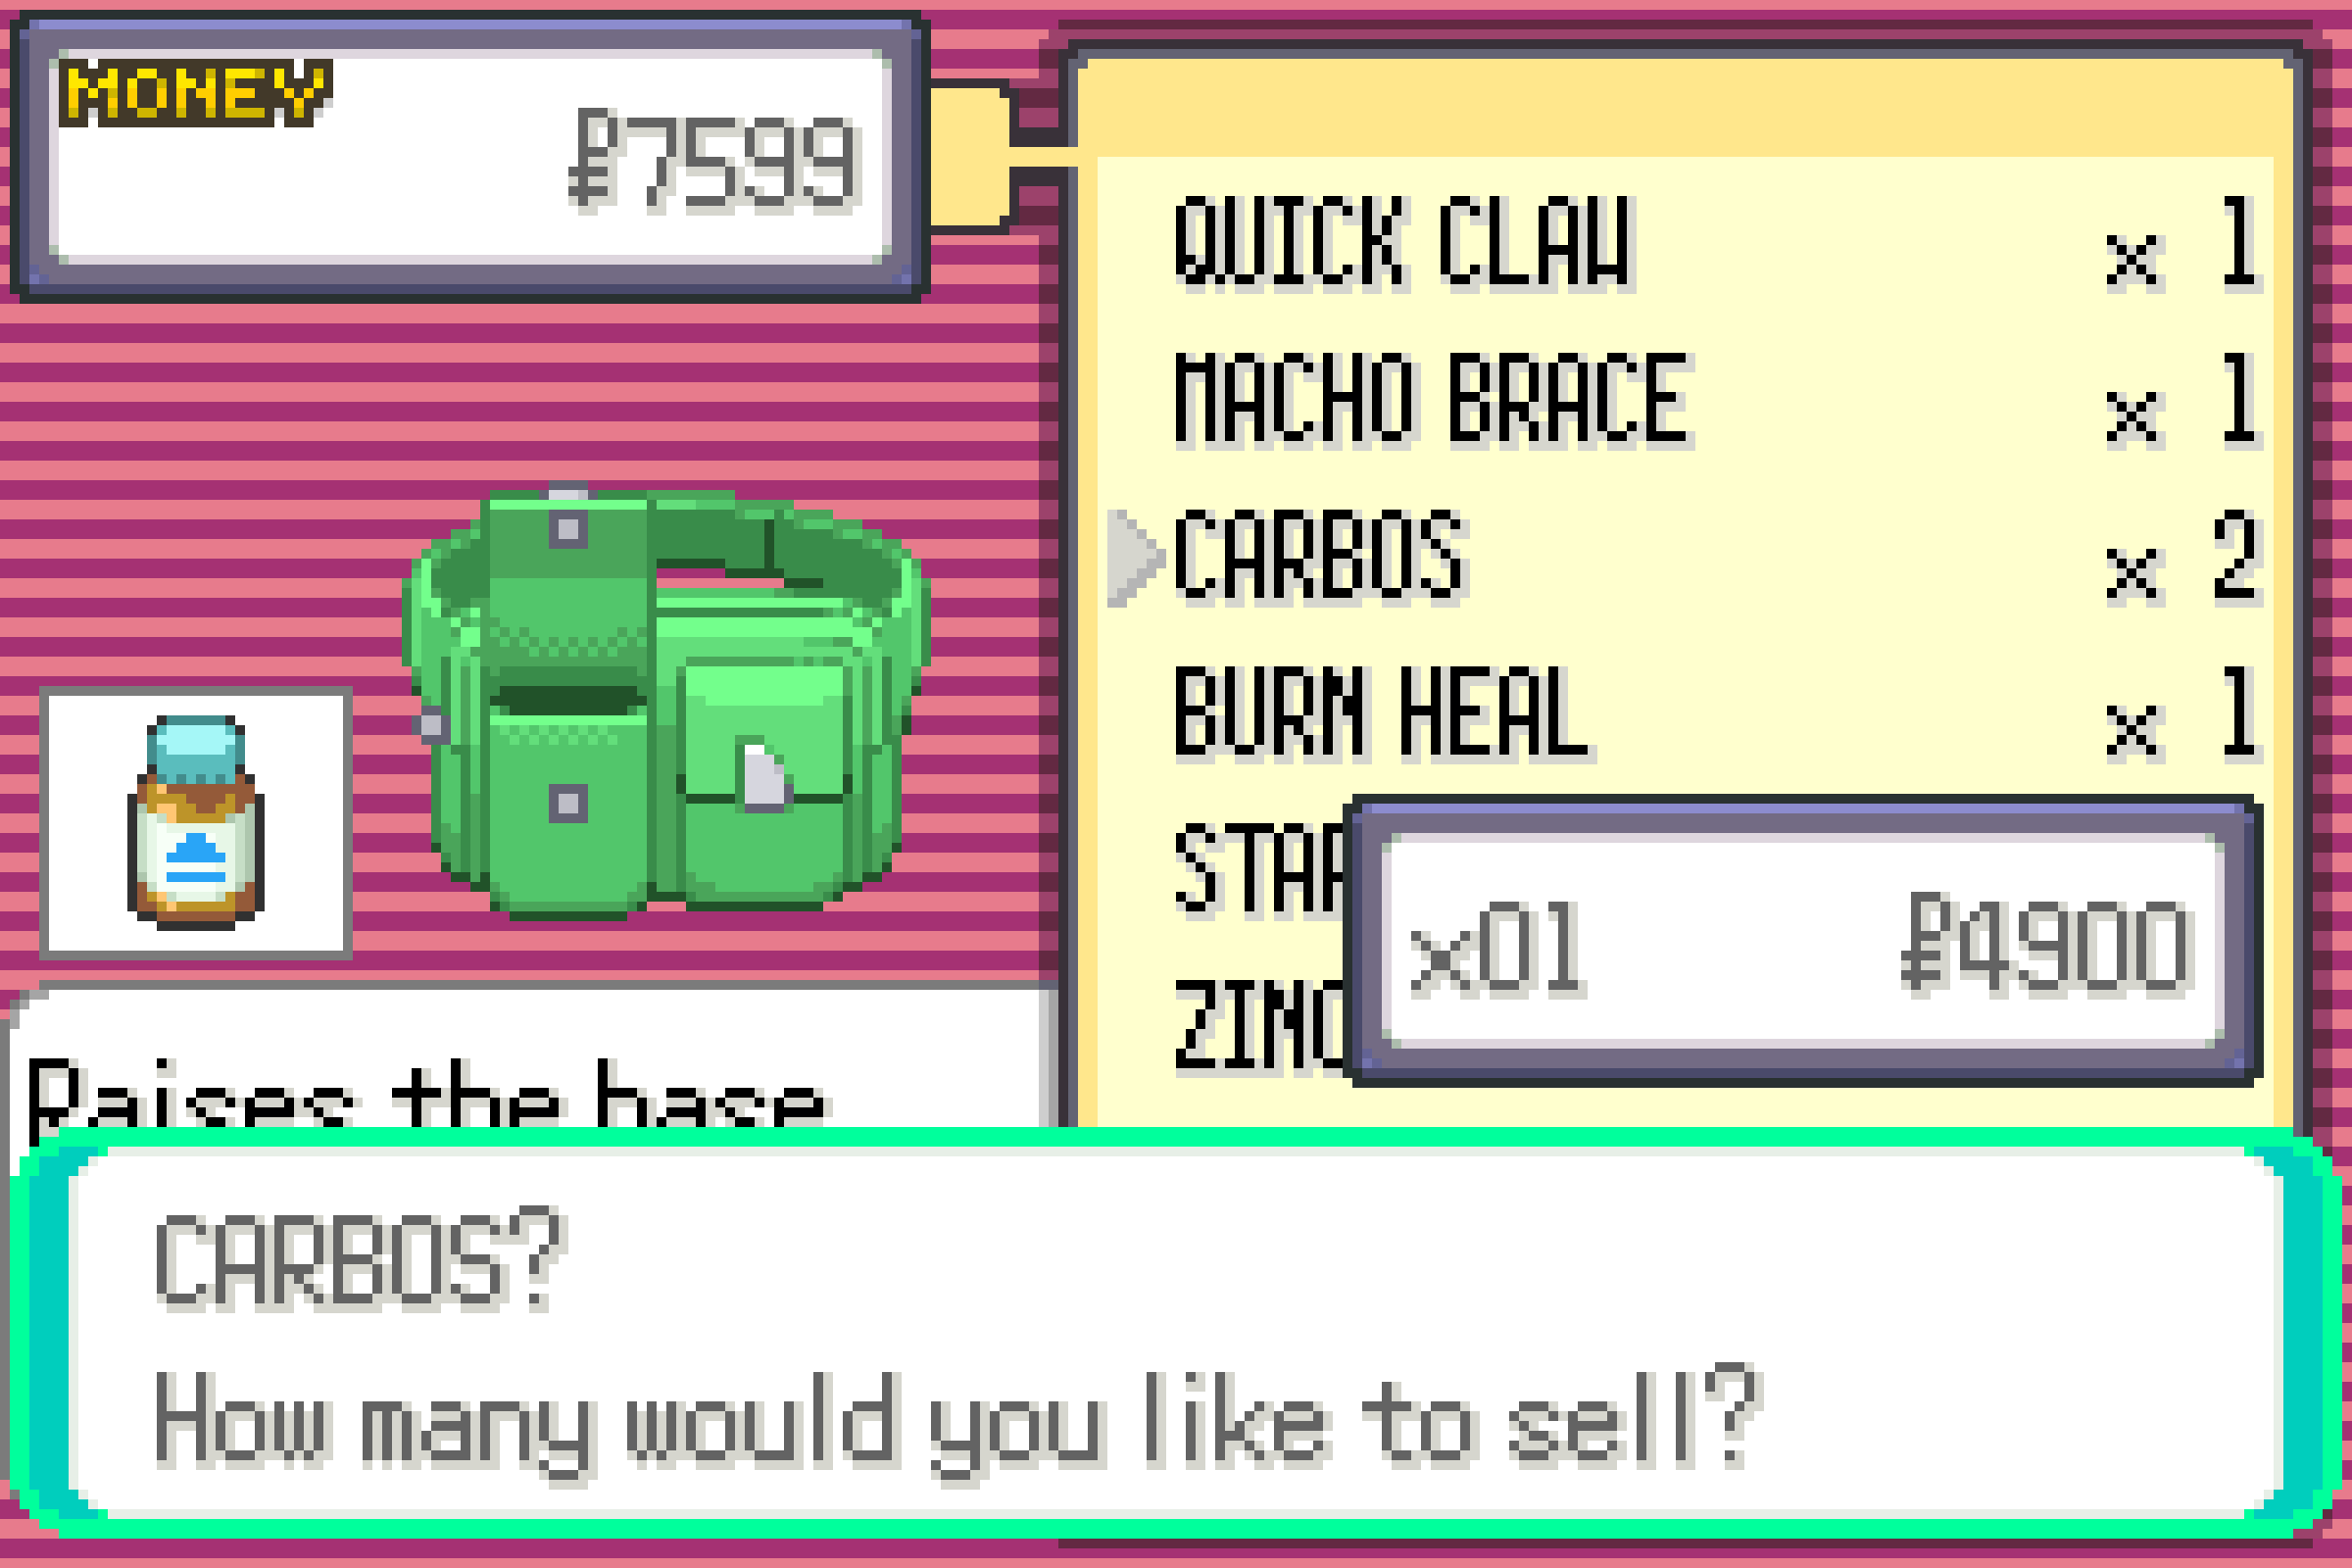 MONEY
₽7599
QUICK CLAW × 1
MACHO BRACE × 1
CARBOS × 2
BURN HEAL × 1
×01 ₽4900
Raises the base
CARBOS?
How many would you like to sell?